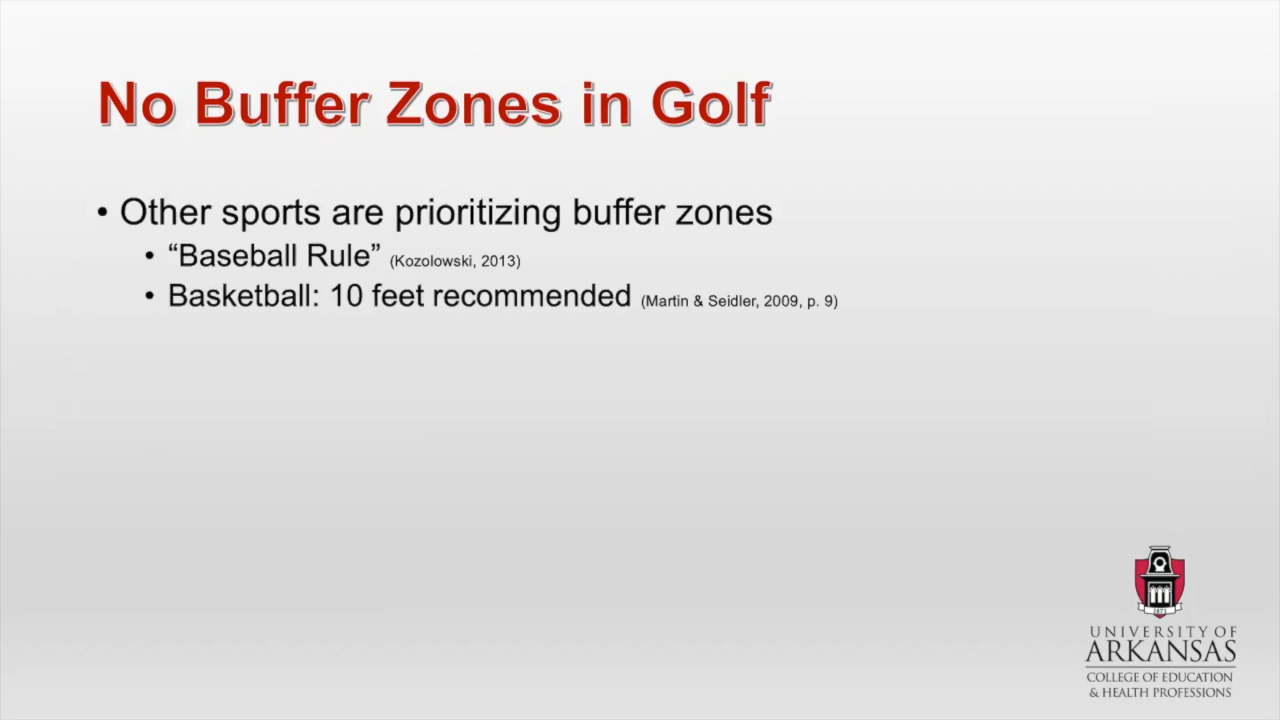 No Buffer Zones in Golf
• Other sports are prioritizing buffer zones
• “Baseball Rule” (Kozolowski, 2013)
• Basketball: 10 feet recommended (Martin & Seidler, 2009, p. 9)
1871
UNIVERSITY OF
ARKANSAS
COLLEGE OF EDUCATION
& HEALTH PROFESSIONS